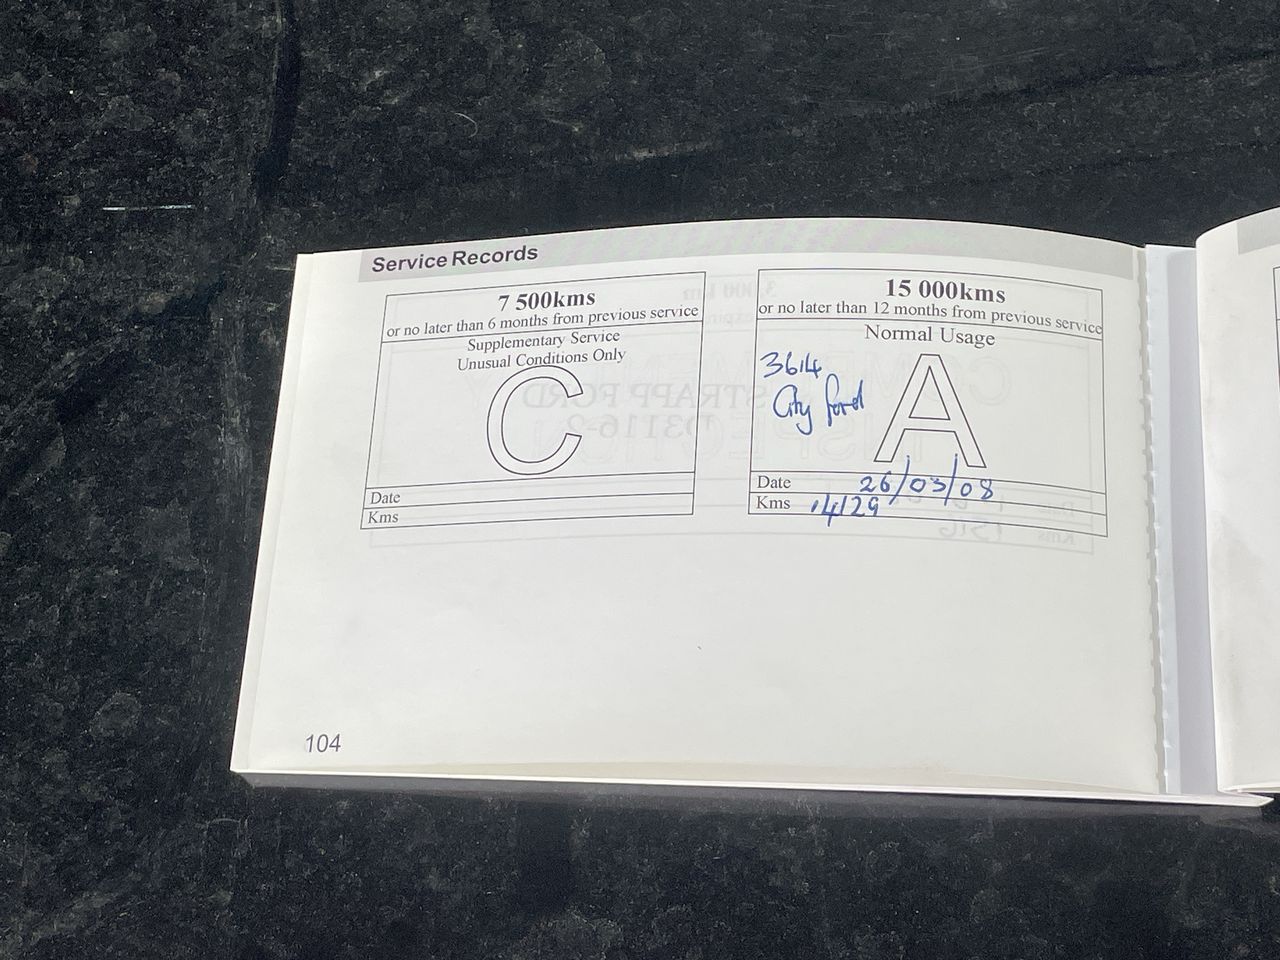 Service Records
7 500kms
or no later than 6 months from previous service
Supplementary Service
Unusual Conditions Only
C
Date
Kms
15 000kms
or no later than 12 months from previous service
Normal Usage
3614
City ford
A
Date 26/03/08
Kms 14129
104